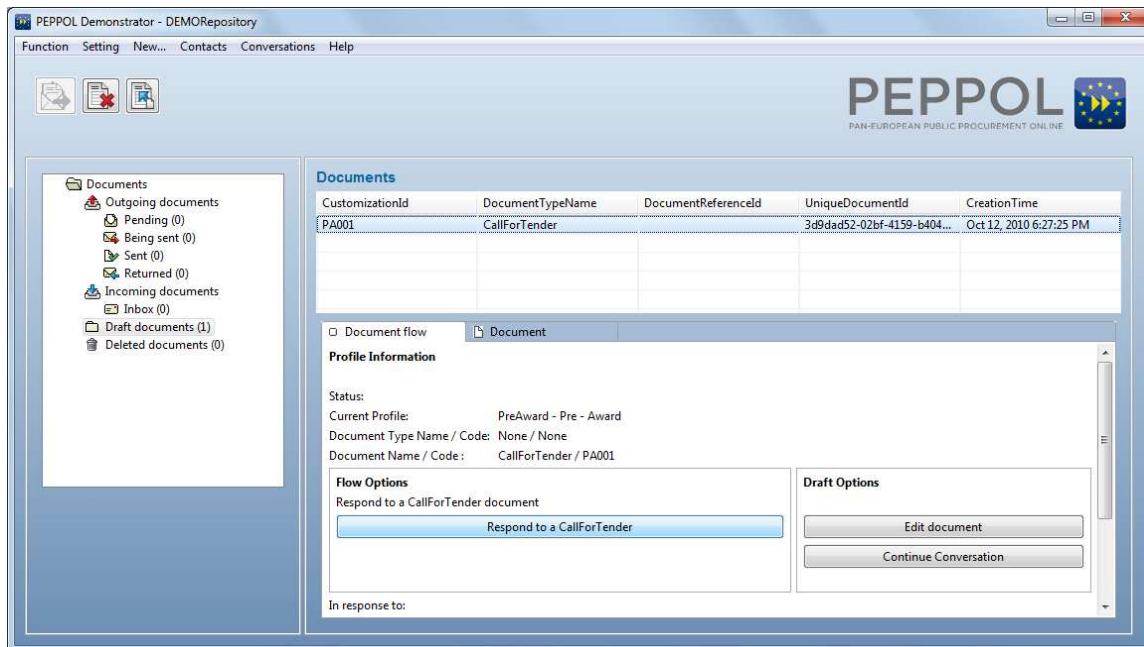 PEPPOL Demonstrator - DEMORepository
Function Setting New... Contacts Conversations Help
PEPPOL
PAN-EUROPEAN PUBLIC PROCUREMENT ONLINE
Documents
Outgoing documents
Pending (0)
Being sent (0)
Sent (0)
Returned (0)
Incoming documents
Inbox (0)
Draft documents (1)
Deleted documents (0)
Documents
CustomizationId DocumentTypeName DocumentReferenceId UniqueDocumentId CreationTime
PA001 CallForTender 3d9dad52-02bf-4159-b404... Oct 12, 2010 6:27:25 PM
Document flow Document
Profile Information
Status:
Current Profile: PreAward - Pre - Award
Document Type Name / Code: None / None
Document Name / Code : CallForTender / PA001
Flow Options
Respond to a CallForTender document
Respond to a CallForTender
Draft Options
Edit document
Continue Conversation
In response to: